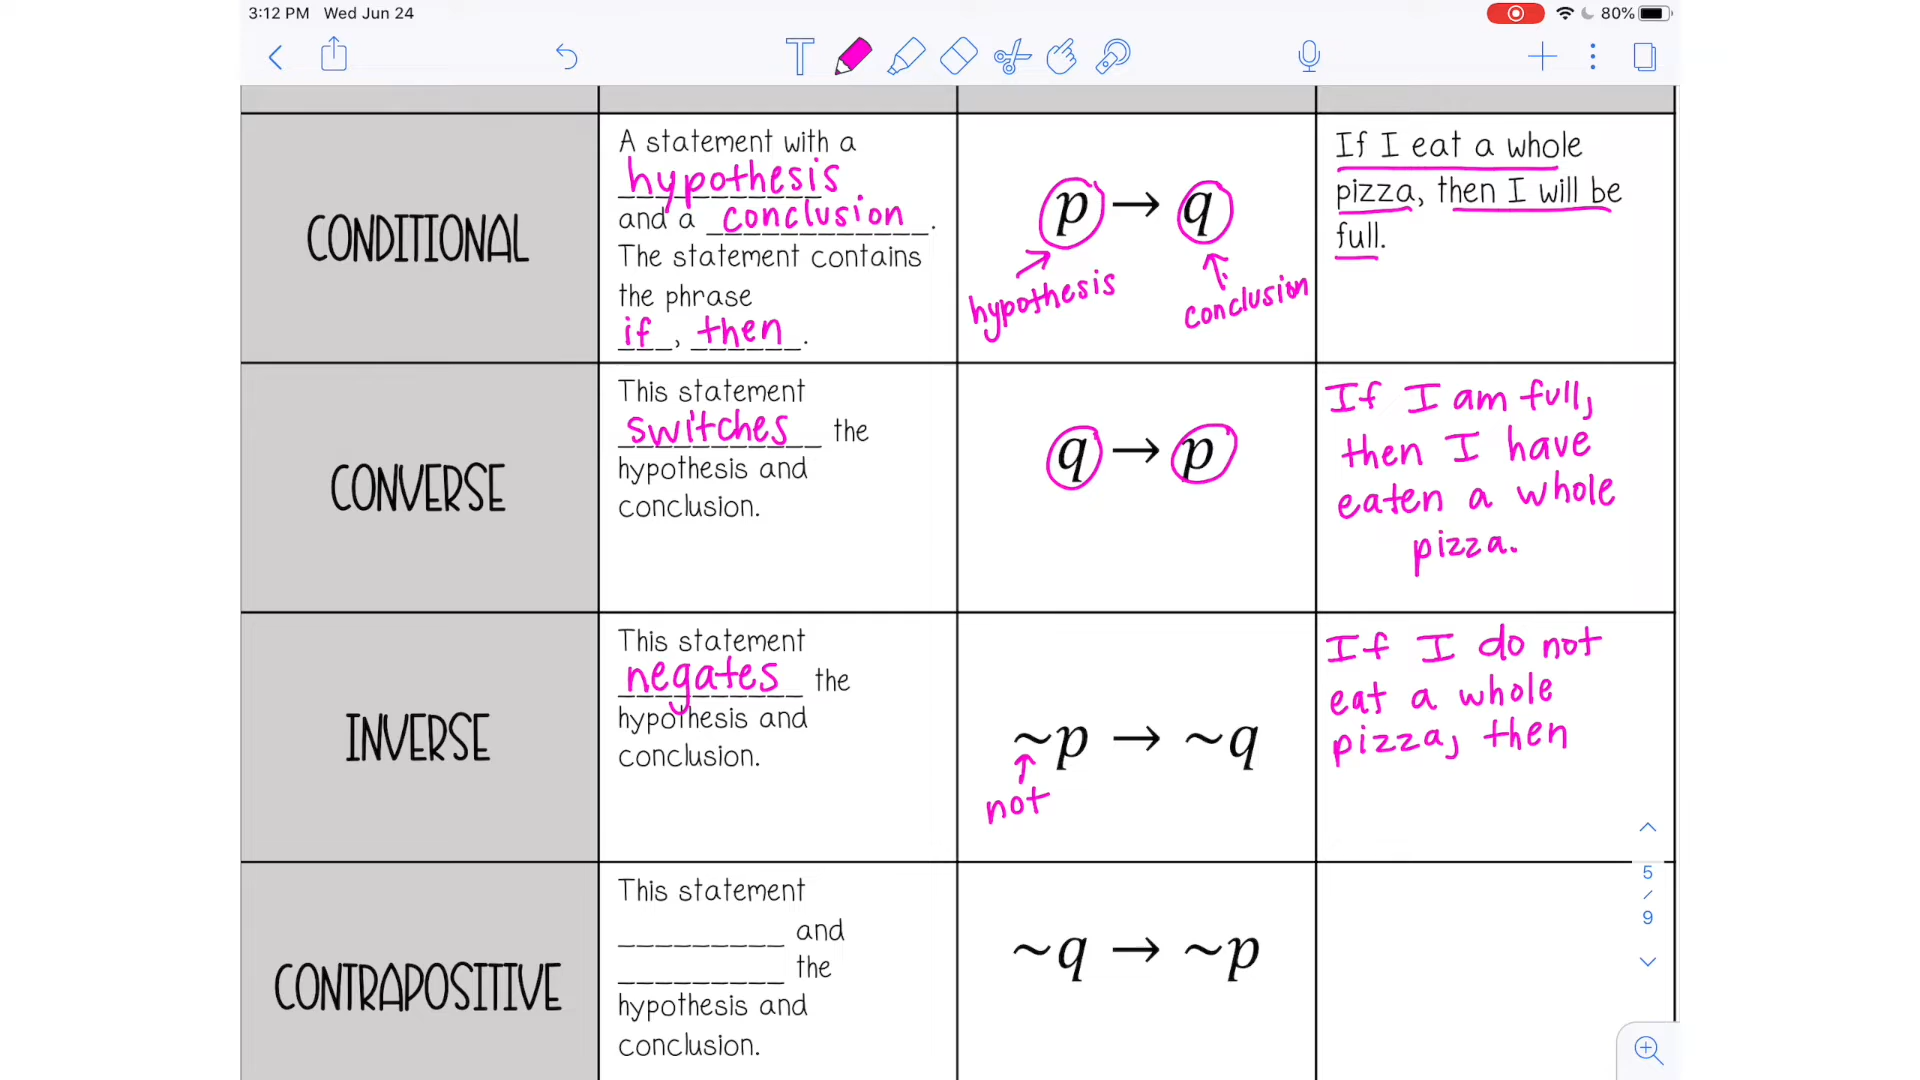 3:12 PM Wed Jun 24
80%
T
CONDITIONAL
A statement with a
hypothesis
and a conclusion.
The statement contains
the phrase
if, then.
p → q
hypothesis
conclusion
If I eat a whole
pizza, then I will be
full.
CONVERSE
This statement
switches the
hypothesis and
conclusion.
q → p
If I am full,
then I have
eaten a whole
pizza.
INVERSE
This statement
negates the
hypothesis and
conclusion.
~p → ~q
not
If I do not
eat a whole
pizza, then
CONTRAPOSITIVE
This statement
_________ and
_________ the
hypothesis and
conclusion.
~q → ~p
5
/
9